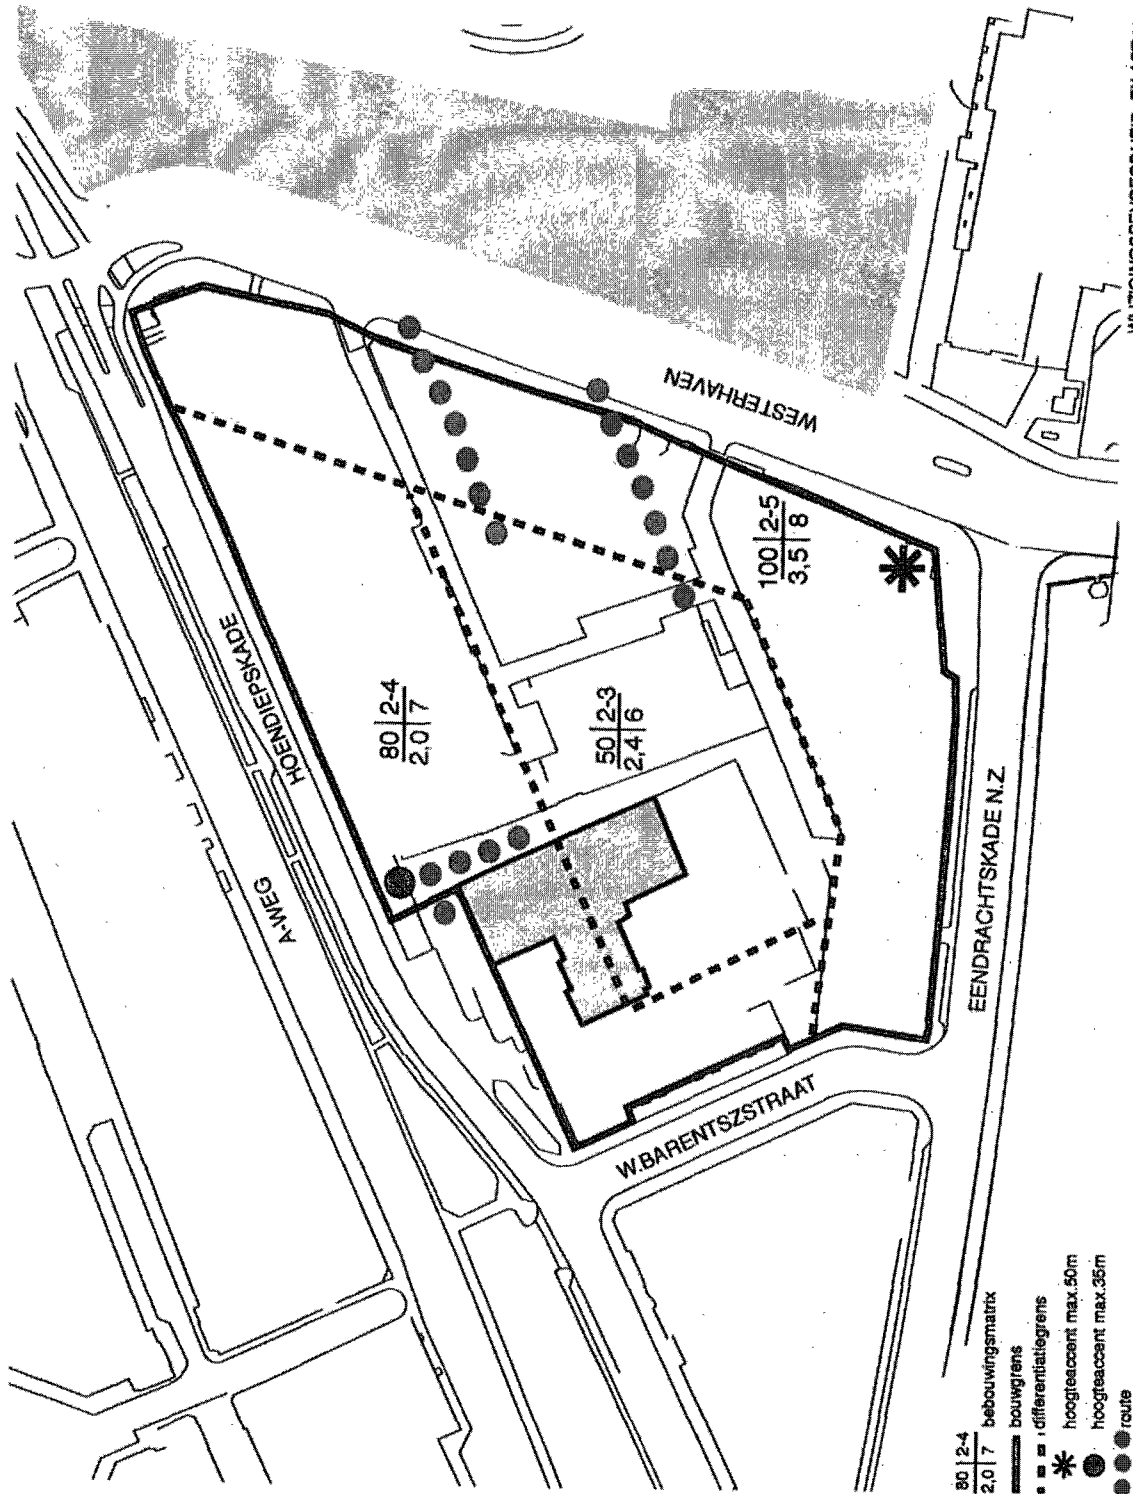 A-WEG
HOENDIEPSKADE
WESTERHAVEN
80 | 2-4
2,0 | 7
50 | 2-3
2,4 | 6
100 | 2-5
3,5 | 8
W.BARENTSZSTRAAT
EENDRACHTSKADE N.Z.
80 | 2-4
2,0 | 7 bebouwingsmatrix
bouwgrens
differentiatiegrens
hoogteaccent max.50m
hoogteaccent max.35m
route